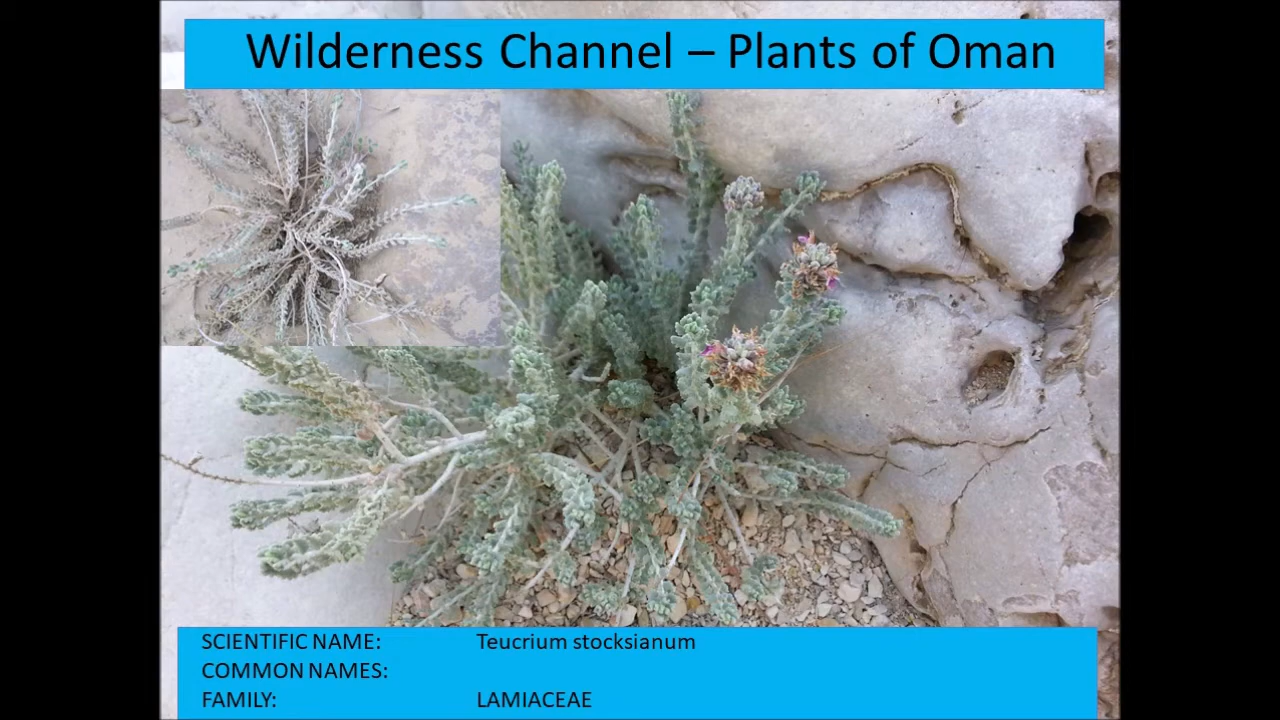 Wilderness Channel – Plants of Oman
SCIENTIFIC NAME: Teucrium stocksianum
COMMON NAMES:
FAMILY: LAMIACEAE